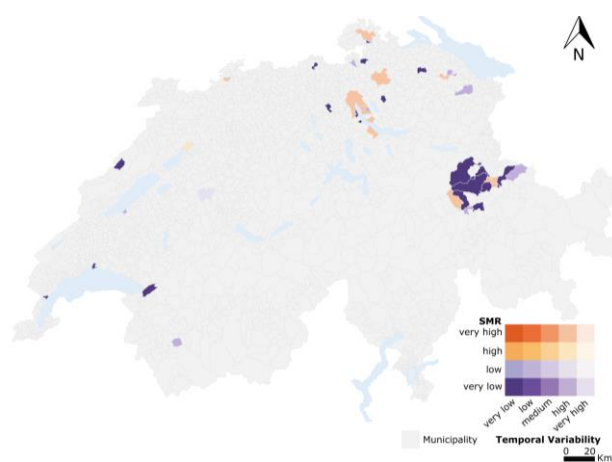 N
SMR
very high
high
low
very low
very low
low
medium
high
very high
Municipality
Temporal Variability
0 20
Km